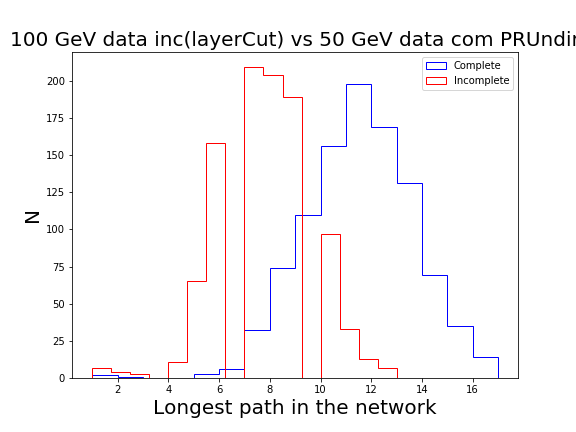 100 GeV data inc(layerCut) vs 50 GeV data com PRUndir
Complete
Incomplete
200
175
150
125
100
75
50
25
0
N
2 4 6 8 10 12 14 16
Longest path in the network